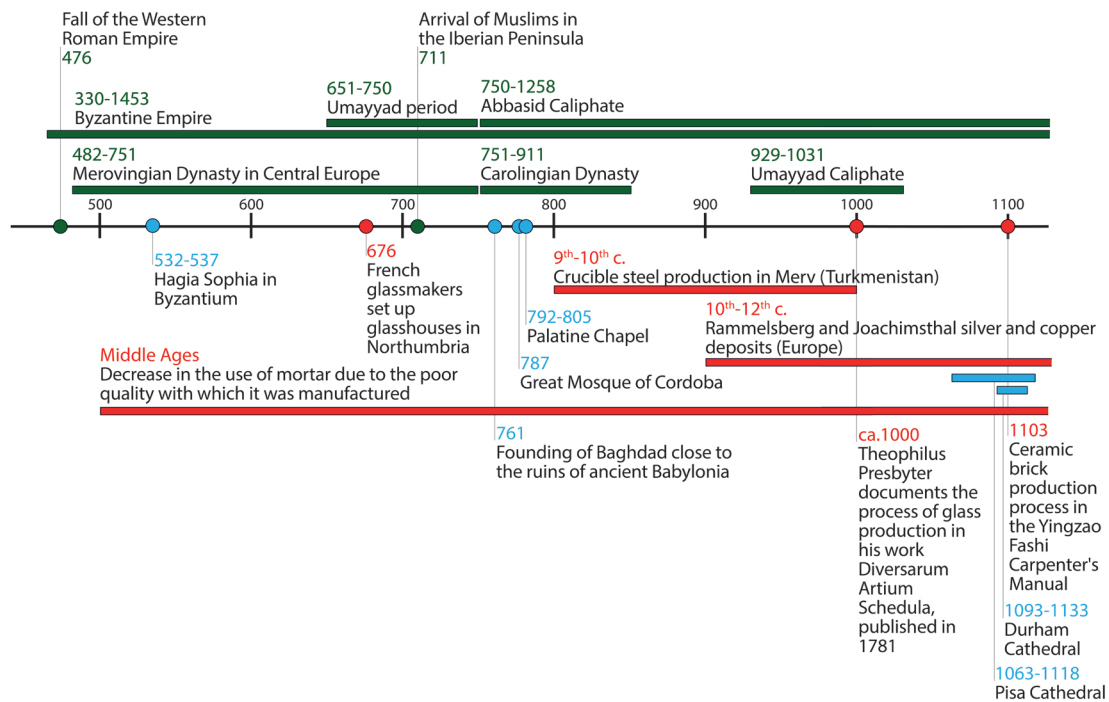 Fall of the Western
Roman Empire
476
Arrival of Muslims in
the Iberian Peninsula
711
330-1453
Byzantine Empire
651-750
Umayyad period
750-1258
Abbasid Caliphate
482-751
Merovingian Dynasty in Central Europe
751-911
Carolingian Dynasty
929-1031
Umayyad Caliphate
500
600
700
800
900
1000
1100
532-537
Hagia Sophia in
Byzantium
676
French
glassmakers
set up
glasshouses in
Northumbria
9th-10th c.
Crucible steel production in Merv (Turkmenistan)
792-805
Palatine Chapel
10th-12th c.
Rammelsberg and Joachimsthal silver and copper
deposits (Europe)
787
Great Mosque of Cordoba
Middle Ages
Decrease in the use of mortar due to the poor
quality with which it was manufactured
761
Founding of Baghdad close to
the ruins of ancient Babylonia
ca.1000
Theophilus
Presbyter
documents the
process of glass
production in
his work
Diversarum
Artium
Schedula,
published in
1781
1103
Ceramic
brick
production
process in
the Yingzao
Fashi
Carpenter's
Manual
1093-1133
Durham
Cathedral
1063-1118
Pisa Cathedral